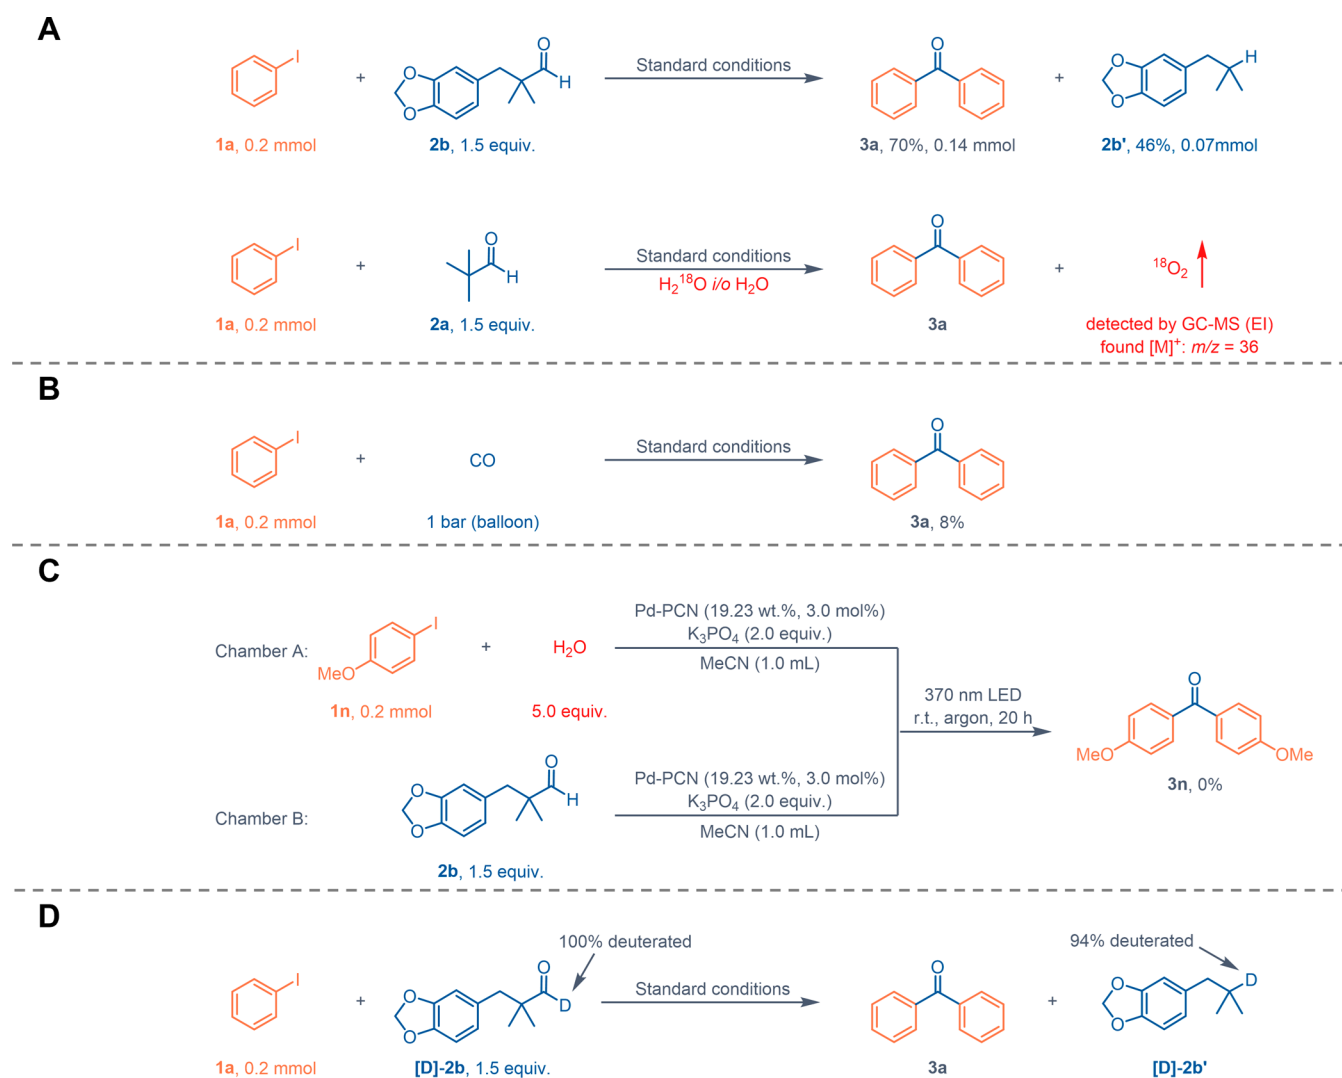 A
I
+
O
O
O
H
Standard conditions
O
+
O
O
H
1a, 0.2 mmol
2b, 1.5 equiv.
3a, 70%, 0.14 mmol
2b', 46%, 0.07mmol
I
+
O
H
Standard conditions
H₂¹⁸O i/o H₂O
O
+
¹⁸O₂
1a, 0.2 mmol
2a, 1.5 equiv.
3a
detected by GC-MS (EI)
found [M]⁺: m/z = 36
B
I
+
CO
Standard conditions
O
1a, 0.2 mmol
1 bar (balloon)
3a, 8%
C
Chamber A:
MeO
I
+
H₂O
Pd-PCN (19.23 wt.%, 3.0 mol%)
K₃PO₄ (2.0 equiv.)
MeCN (1.0 mL)
1n, 0.2 mmol
5.0 equiv.
370 nm LED
r.t., argon, 20 h
O
MeO
OMe
3n, 0%
Chamber B:
O
O
O
H
Pd-PCN (19.23 wt.%, 3.0 mol%)
K₃PO₄ (2.0 equiv.)
MeCN (1.0 mL)
2b, 1.5 equiv.
D
100% deuterated
94% deuterated
I
+
O
O
O
D
Standard conditions
O
+
O
O
D
1a, 0.2 mmol
[D]-2b, 1.5 equiv.
3a
[D]-2b'